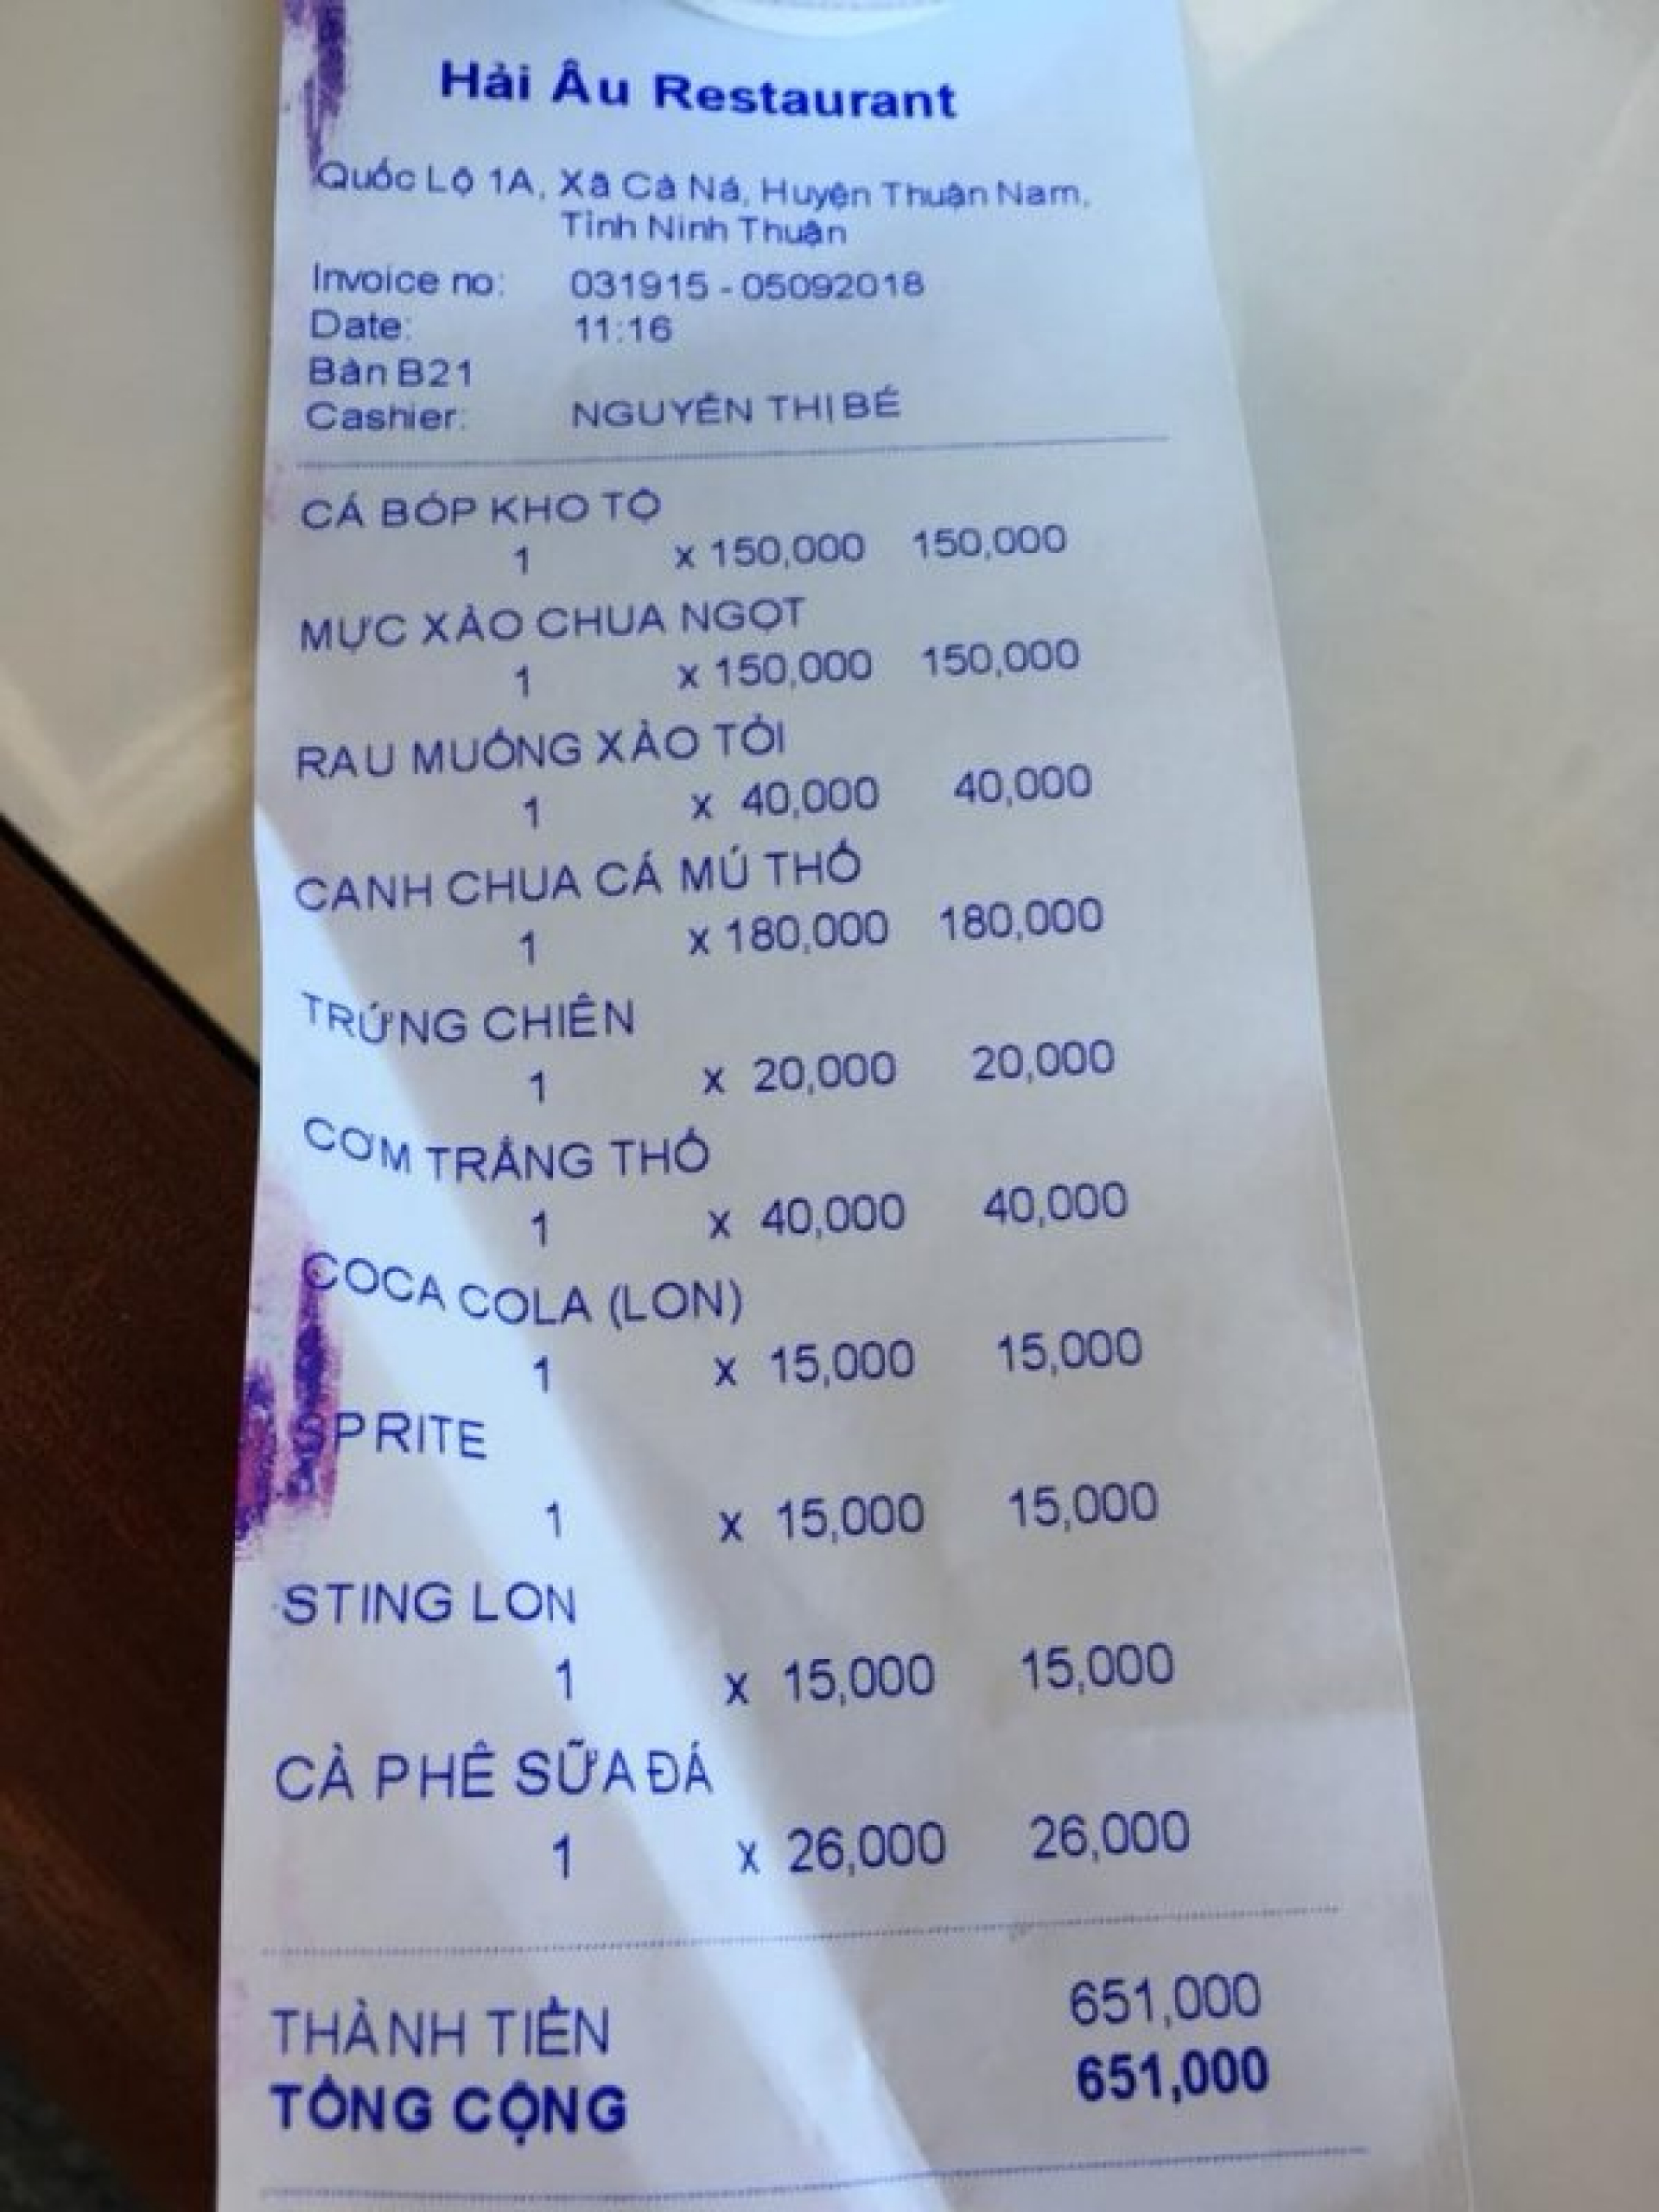 Hải Âu Restaurant
Quốc Lộ 1A, Xã Cà Ná, Huyện Thuận Nam,
Tỉnh Ninh Thuận
Invoice no: 031915 - 05092018
Date: 11:16
Bàn B21
Cashier: NGUYỄN THỊ BÉ
CÁ BÓP KHO TỘ
1 x 150,000 150,000
MỰC XÀO CHUA NGỌT
1 x 150,000 150,000
RAU MUỐNG XÀO TỎI
1 x 40,000 40,000
CANH CHUA CÁ MÚ THỐ
1 x 180,000 180,000
TRỨNG CHIÊN
1 x 20,000 20,000
CƠM TRẮNG THỐ
1 x 40,000 40,000
COCA COLA (LON)
1 x 15,000 15,000
SPRITE
1 x 15,000 15,000
STING LON
1 x 15,000 15,000
CÀ PHÊ SỮA ĐÁ
1 x 26,000 26,000
THÀNH TIỀN 651,000
TỔNG CỘNG 651,000